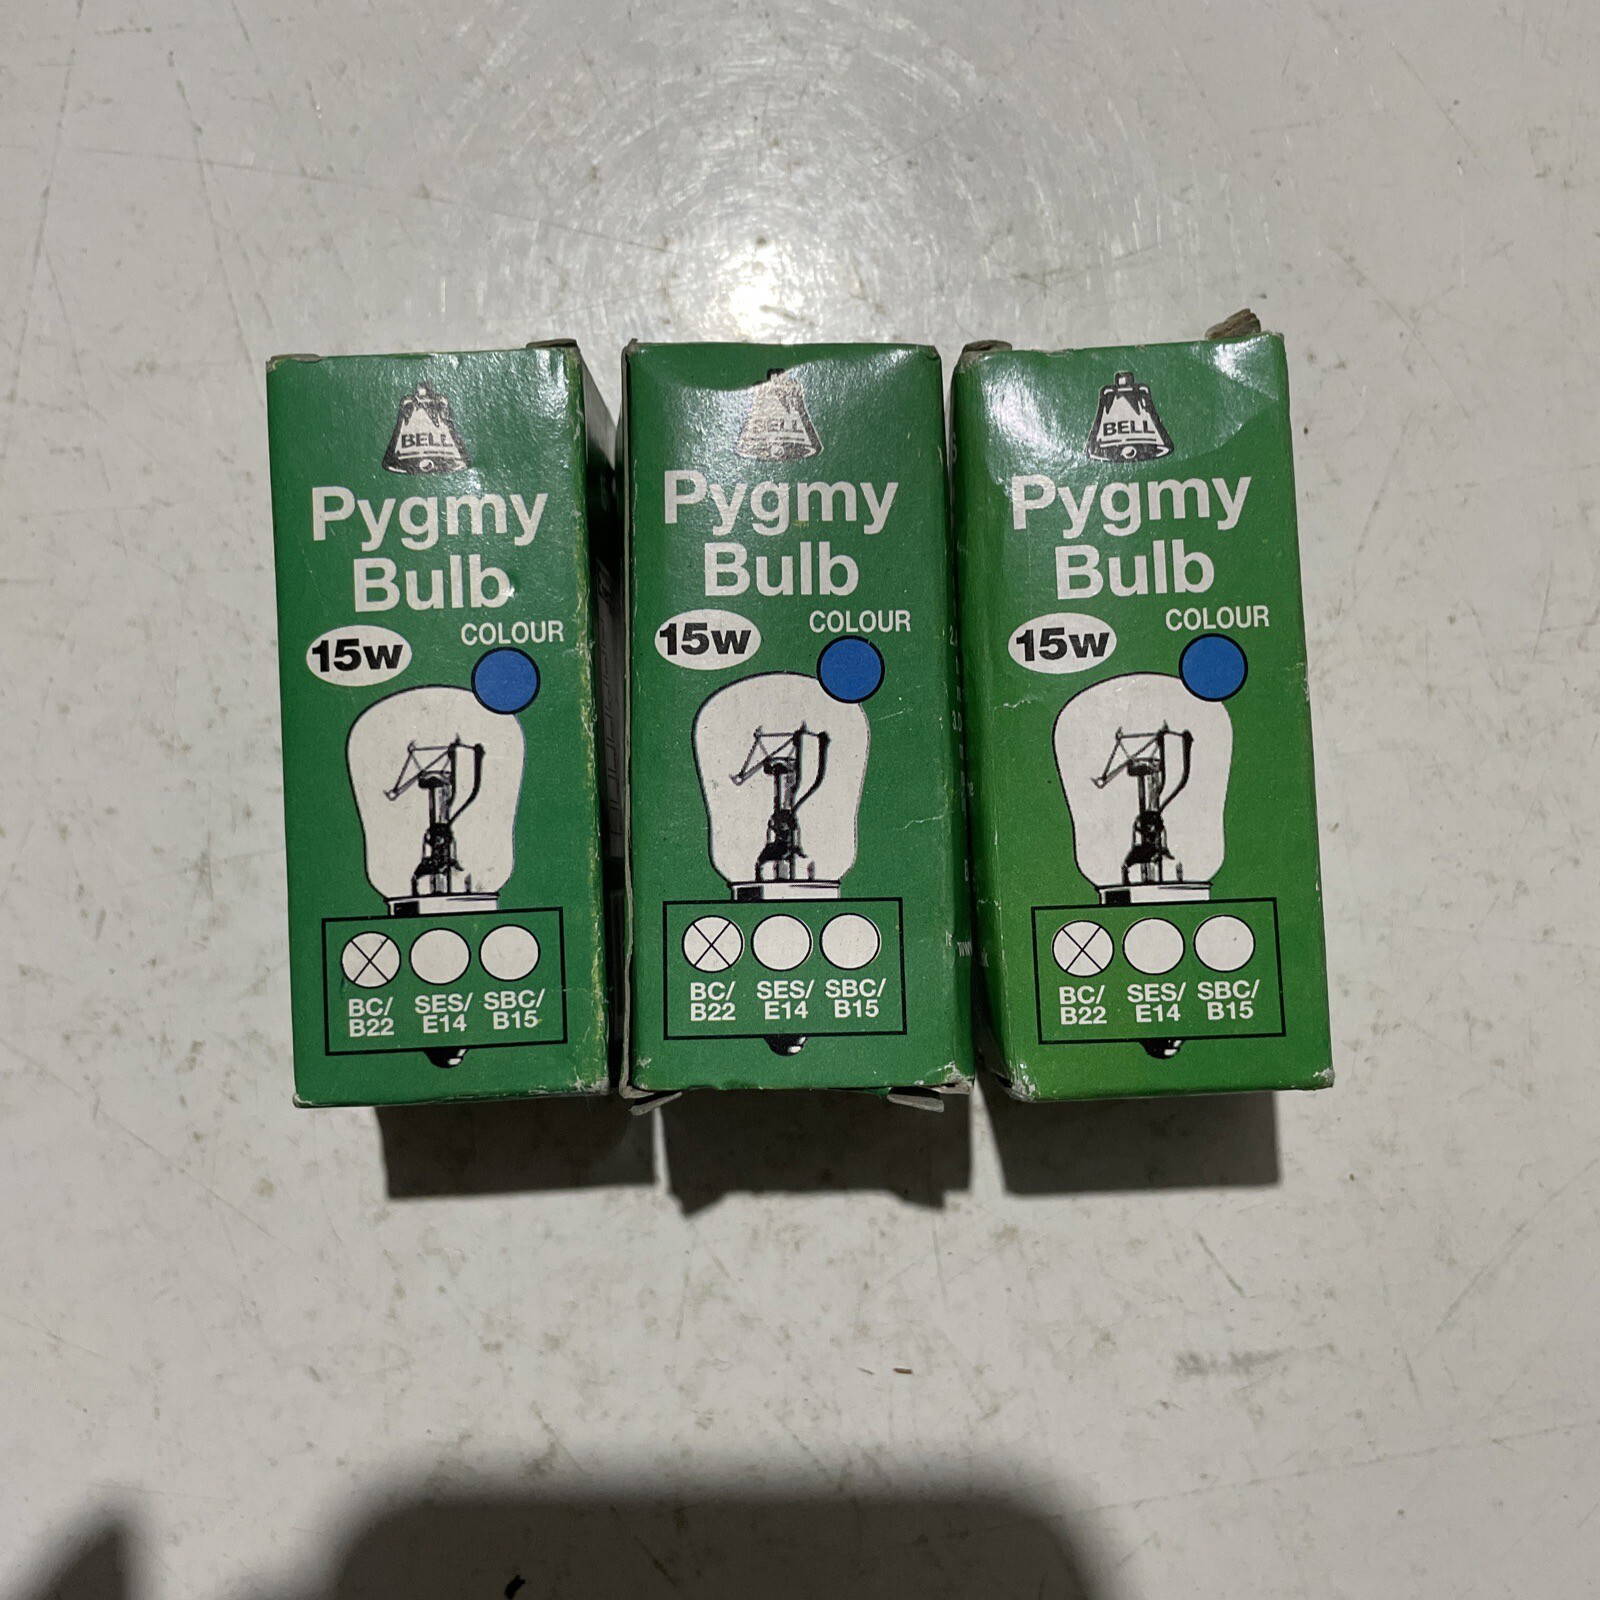 BELL
Pygmy
Bulb
15w
COLOUR
BC/
B22
SES/
E14
SBC/
B15
BELL
Pygmy
Bulb
15w
COLOUR
BC/
B22
SES/
E14
SBC/
B15
BELL
Pygmy
Bulb
15w
COLOUR
BC/
B22
SES/
E14
SBC/
B15